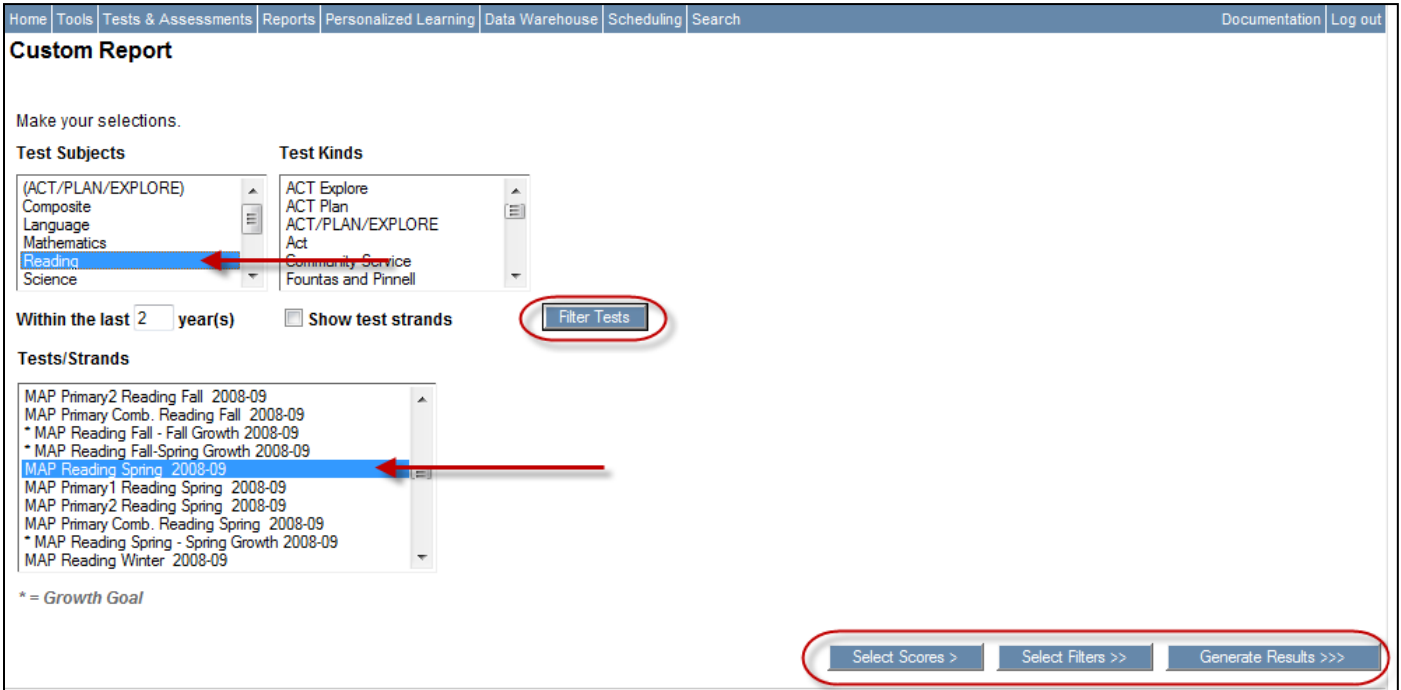 Home Tools Tests & Assessments Reports Personalized Learning Data Warehouse Scheduling Search Documentation Log out
Custom Report
Make your selections.
Test Subjects Test Kinds
(ACT/PLAN/EXPLORE) ACT Explore
Composite ACT Plan
Language ACT/PLAN/EXPLORE
Mathematics Act
Reading Community Service
Science Fountas and Pinnell
Within the last 2 year(s) Show test strands Filter Tests
Tests/Strands
MAP Primary2 Reading Fall 2008-09
MAP Primary Comb. Reading Fall 2008-09
* MAP Reading Fall - Fall Growth 2008-09
* MAP Reading Fall-Spring Growth 2008-09
MAP Reading Spring 2008-09
MAP Primary1 Reading Spring 2008-09
MAP Primary2 Reading Spring 2008-09
MAP Primary Comb. Reading Spring 2008-09
* MAP Reading Spring - Spring Growth 2008-09
MAP Reading Winter 2008-09
* = Growth Goal
Select Scores > Select Filters >> Generate Results >>>